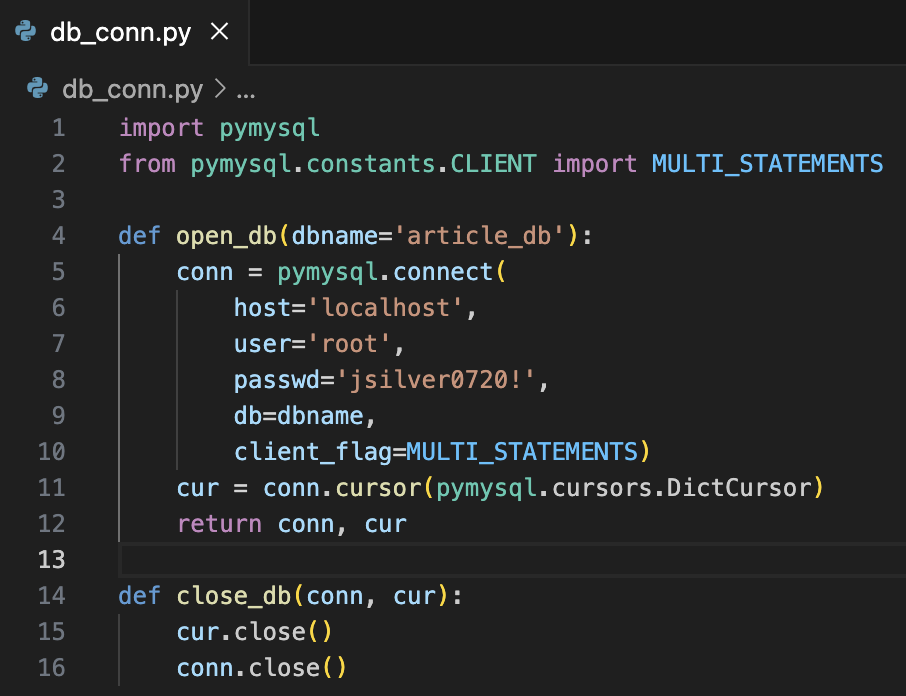 db_conn.py ×
db_conn.py > ...
1 import pymysql
2 from pymysql.constants.CLIENT import MULTI_STATEMENTS
3
4 def open_db(dbname='article_db'):
5     conn = pymysql.connect(
6         host='localhost',
7         user='root',
8         passwd='jsilver0720!',
9         db=dbname,
10         client_flag=MULTI_STATEMENTS)
11     cur = conn.cursor(pymysql.cursors.DictCursor)
12     return conn, cur
13
14 def close_db(conn, cur):
15     cur.close()
16     conn.close()